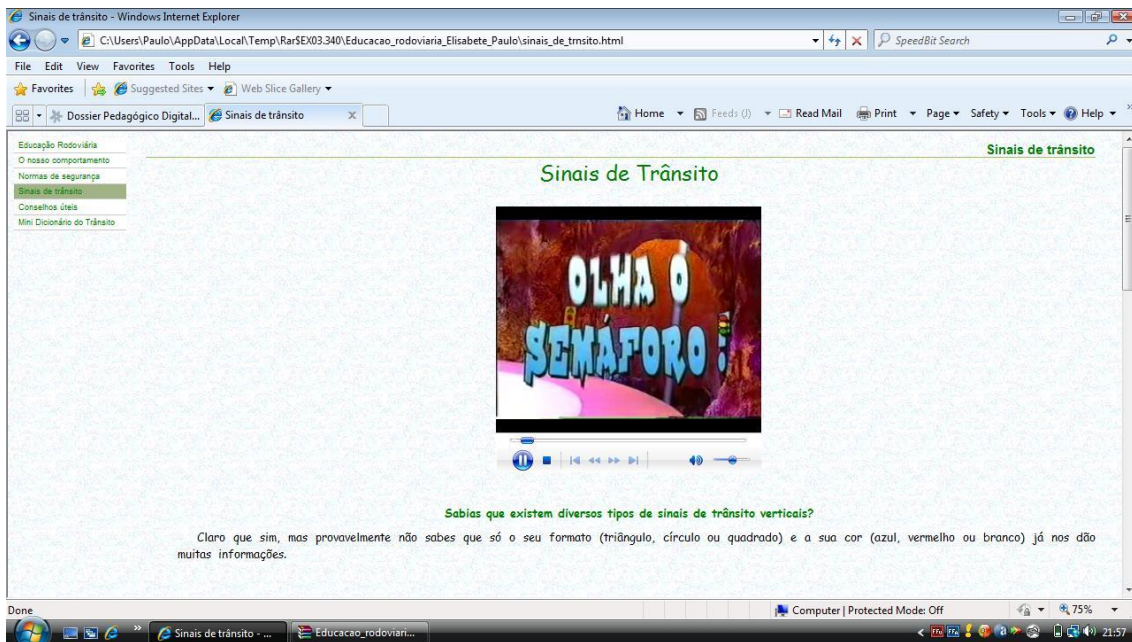 Sinais de trânsito - Windows Internet Explorer
C:\Users\Paulo\AppData\Local\Temp\Rar$EX03.340\Educacao_rodoviaria_Elisabete_Paulo\sinais_de_trnsito.html
SpeedBit Search
File Edit View Favorites Tools Help
Favorites Suggested Sites Web Slice Gallery
Dossier Pedagógico Digital... Sinais de trânsito X Home Feeds (J) Read Mail Print Page Safety Tools Help
Educação Rodoviária
O nosso comportamento
Normas de segurança
Sinais de trânsito
Conselhos úteis
Mini Dicionário do Trânsito
Sinais de trânsito
Sinais de Trânsito
OLHA Ó
SEMÁFORO!
Sabias que existem diversos tipos de sinais de trânsito verticais?
Claro que sim, mas provavelmente não sabes que só o seu formato (triângulo, círculo ou quadrado) e a sua cor (azul, vermelho ou branco) já nos dão
muitas informações.
Done Computer | Protected Mode: Off 75%
Sinais de trânsito - ... Educacao_rodoviari... 21:57